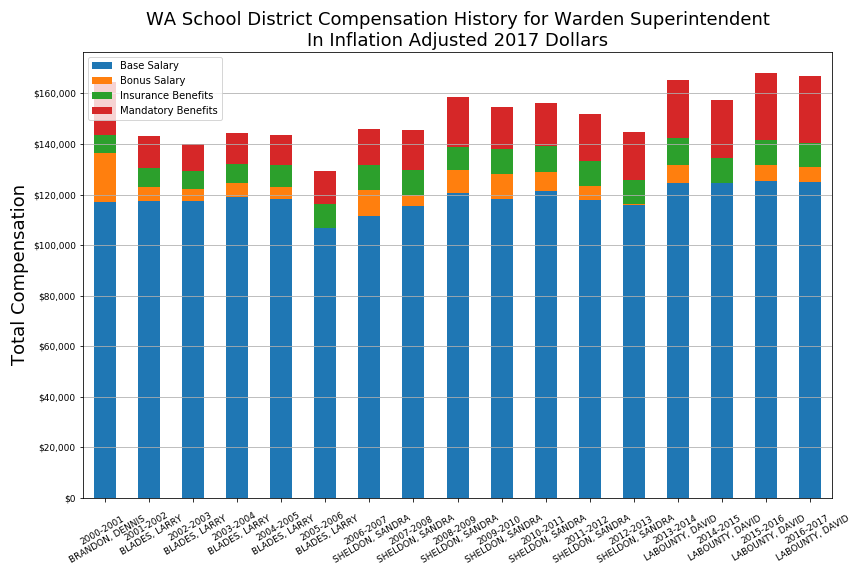 WA School District Compensation History for Warden Superintendent
In Inflation Adjusted 2017 Dollars
Base Salary
Bonus Salary
Insurance Benefits
Mandatory Benefits
Total Compensation
$160,000
$140,000
$120,000
$100,000
$80,000
$60,000
$40,000
$20,000
$0
2000-2001
BRANDON, DENNIS
2001-2002
BLADES, LARRY
2002-2003
BLADES, LARRY
2003-2004
BLADES, LARRY
2004-2005
BLADES, LARRY
2005-2006
BLADES, LARRY
2006-2007
SHELDON, SANDRA
2007-2008
SHELDON, SANDRA
2008-2009
SHELDON, SANDRA
2009-2010
SHELDON, SANDRA
2010-2011
SHELDON, SANDRA
2011-2012
SHELDON, SANDRA
2012-2013
SHELDON, SANDRA
2013-2014
LABOUNTY, DAVID
2014-2015
LABOUNTY, DAVID
2015-2016
LABOUNTY, DAVID
2016-2017
LABOUNTY, DAVID